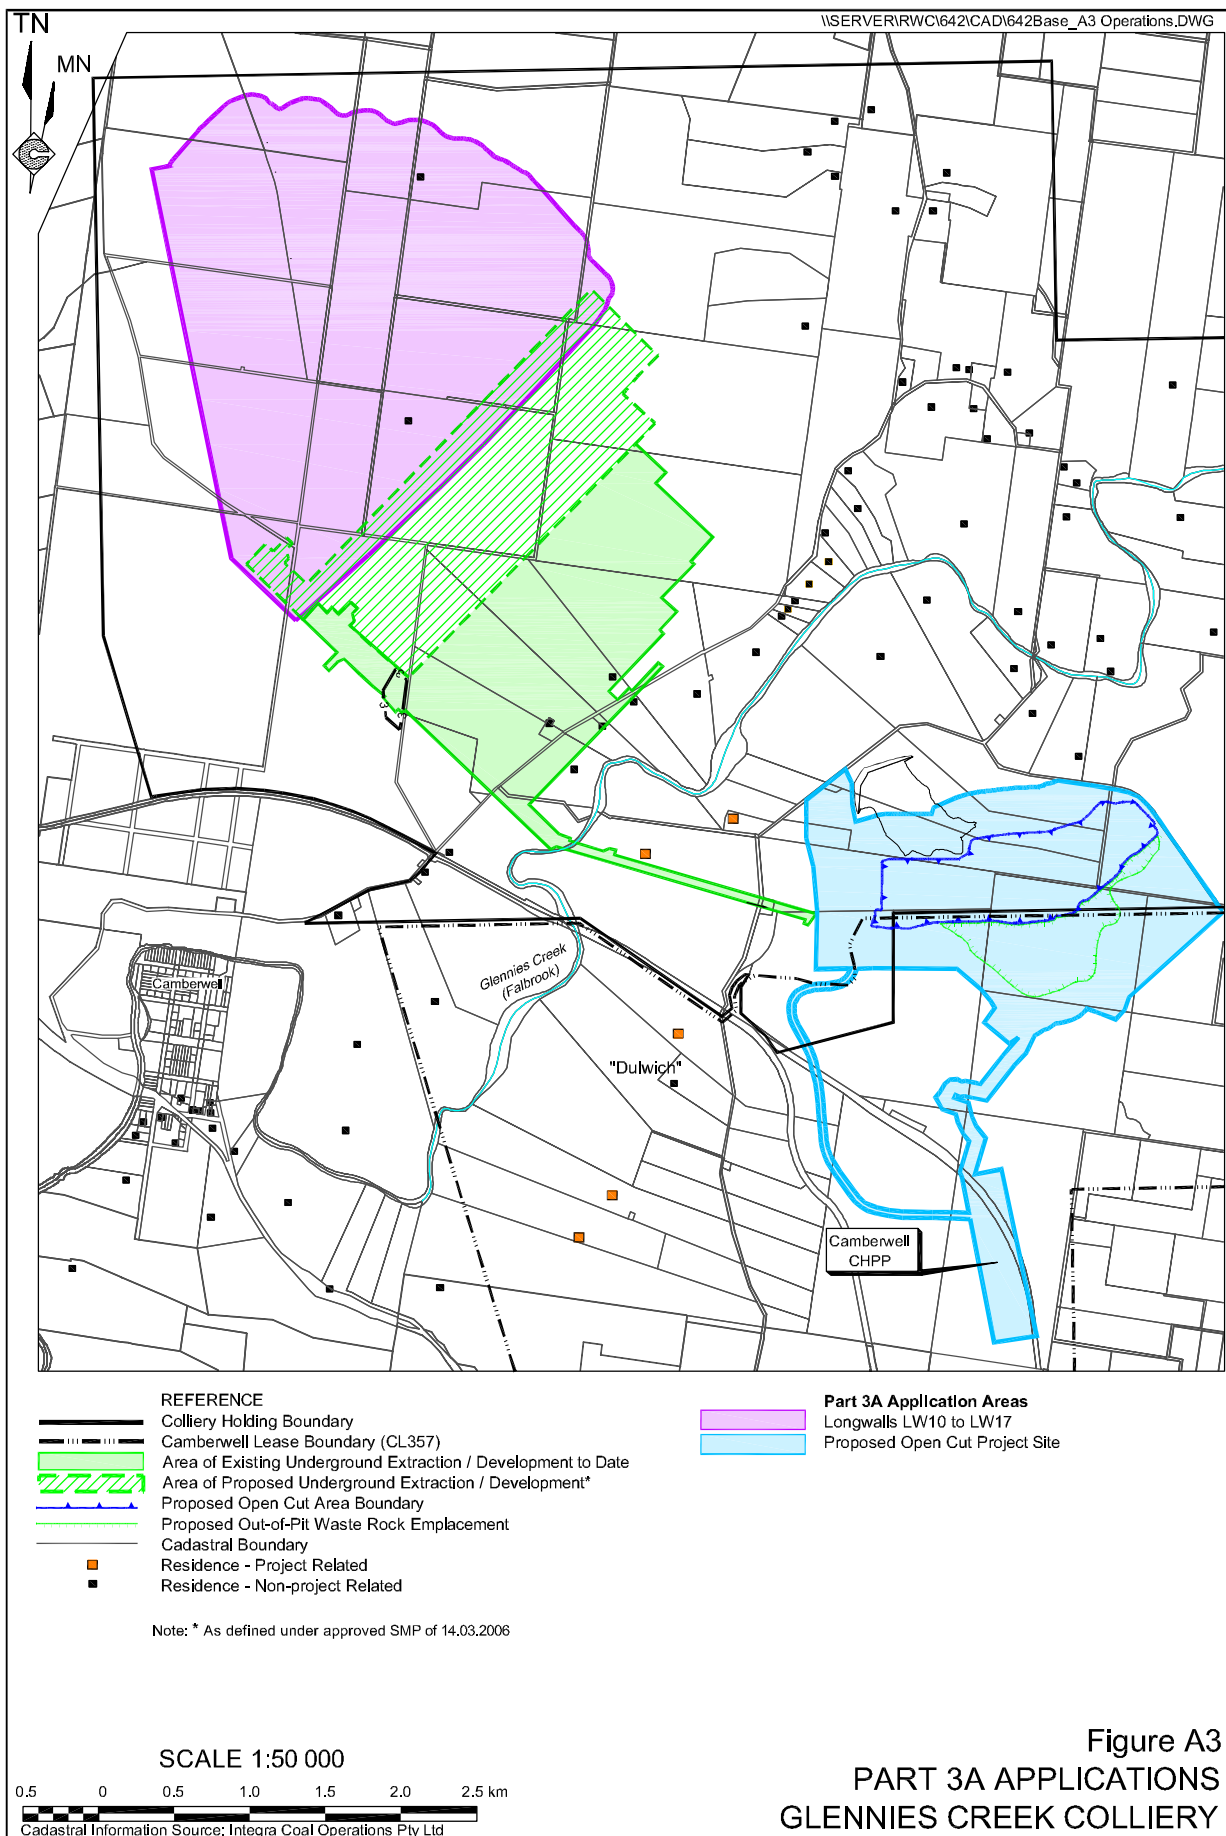 \\SERVER\RWC\642\CAD\642Base_A3 Operations.DWG
TN
MN
Glennies Creek
(Falbrook)
Camberwell
"Dulwich"
Camberwell
CHPP
REFERENCE
Colliery Holding Boundary
Camberwell Lease Boundary (CL357)
Area of Existing Underground Extraction / Development to Date
Area of Proposed Underground Extraction / Development*
Proposed Open Cut Area Boundary
Proposed Out-of-Pit Waste Rock Emplacement
Cadastral Boundary
Residence - Project Related
Residence - Non-project Related
Part 3A Application Areas
Longwalls LW10 to LW17
Proposed Open Cut Project Site
Note: * As defined under approved SMP of 14.03.2006
SCALE 1:50 000
0.5 0 0.5 1.0 1.5 2.0 2.5 km
Cadastral Information Source: Integra Coal Operations Pty Ltd
Figure A3
PART 3A APPLICATIONS
GLENNIES CREEK COLLIERY